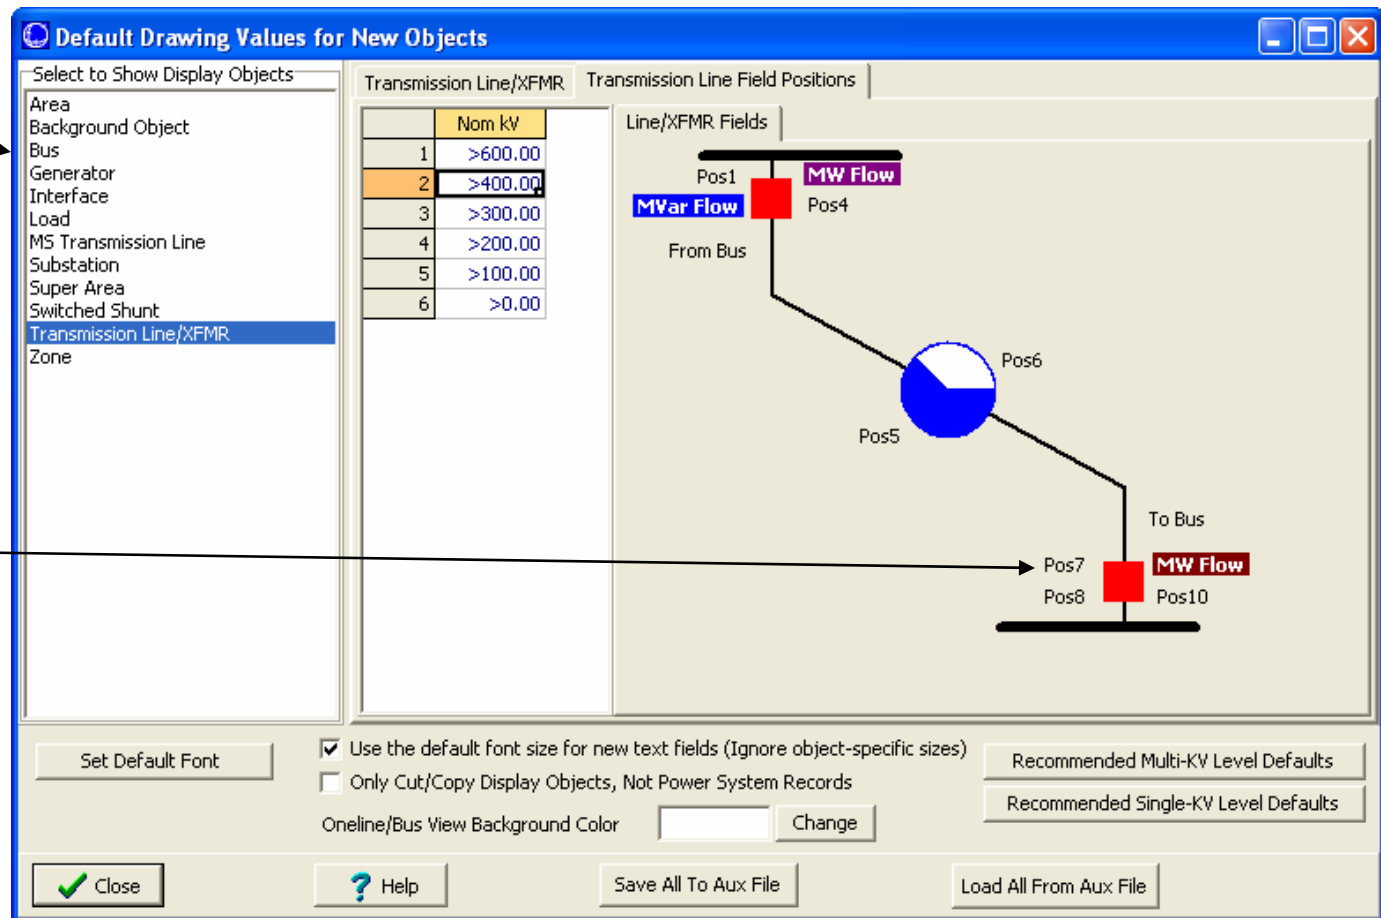 Default Drawing Values for New Objects
Select to Show Display Objects
Area
Background Object
Bus
Generator
Interface
Load
MS Transmission Line
Substation
Super Area
Switched Shunt
Transmission Line/XFMR
Zone
Transmission Line/XFMR
Transmission Line Field Positions
Nom kV
1 >600.00
2 >400.00
3 >300.00
4 >200.00
5 >100.00
6 >0.00
Line/XFMR Fields
Pos1 MW Flow
MVar Flow Pos4
From Bus
Pos6
Pos5
To Bus
Pos7 MW Flow
Pos8 Pos10
Set Default Font
Use the default font size for new text fields (Ignore object-specific sizes)
Only Cut/Copy Display Objects, Not Power System Records
Oneline/Bus View Background Color
Change
Recommended Multi-KV Level Defaults
Recommended Single-KV Level Defaults
Close
? Help
Save All To Aux File
Load All From Aux File